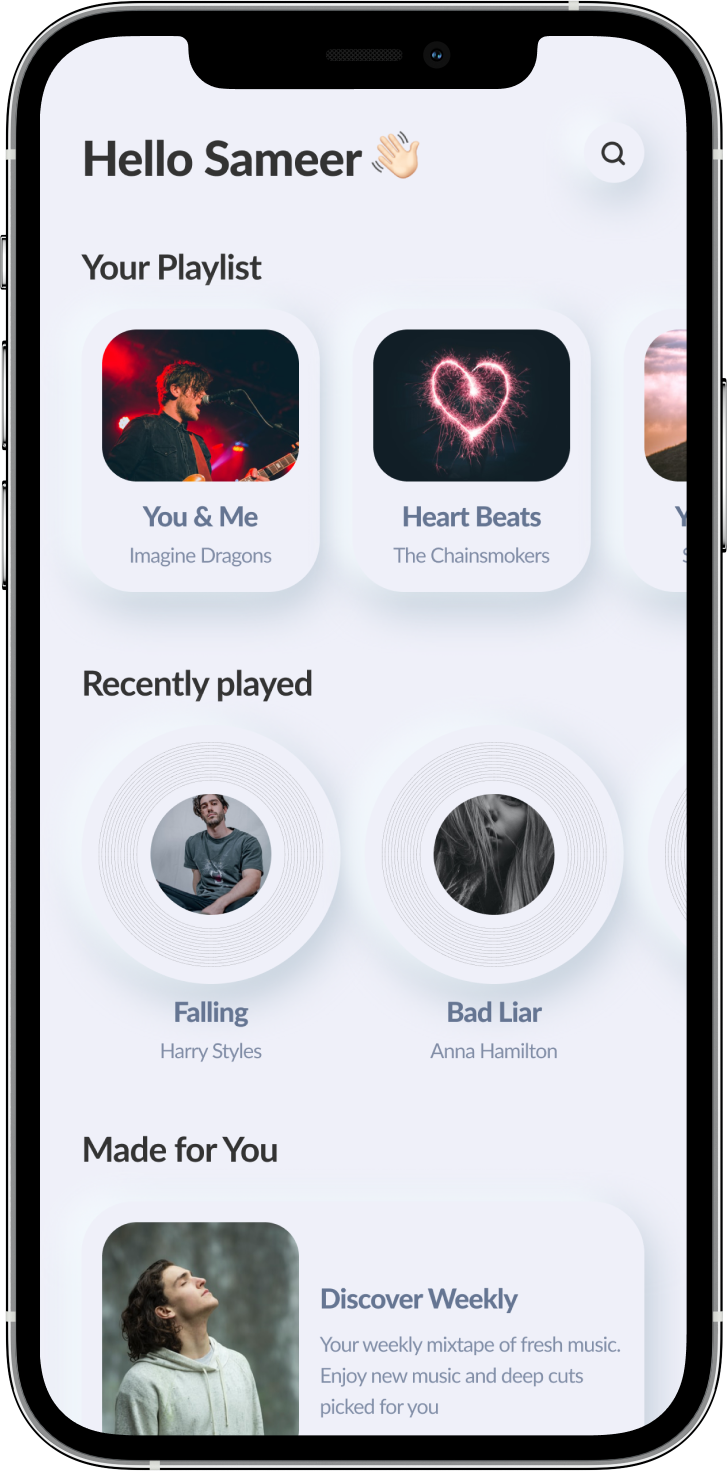 Hello Sameer 👋🏻
Your Playlist
You & Me
Heart Beats
Imagine Dragons
The Chainsmokers
Recently played
Falling
Bad Liar
Harry Styles
Anna Hamilton
Made for You
Discover Weekly
Your weekly mixtape of fresh music.
Enjoy new music and deep cuts
picked for you